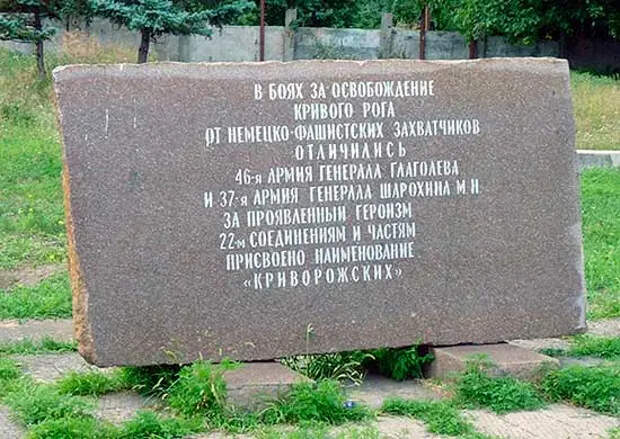 В БОЯХ ЗА ОСВОБОЖДЕНИЕ
КРИВОГО РОГА
ОТ НЕМЕЦКО-ФАШИСТСКИХ ЗАХВАТЧИКОВ
ОТЛИЧИЛИСЬ
46-я АРМИЯ ГЕНЕРАЛА ГЛАГОЛЕВА
И 37-я АРМИЯ ГЕНЕРАЛА ШАРОХИНА М.Н.
ЗА ПРОЯВЛЕННЫЙ ГЕРОИЗМ
22-м СОЕДИНЕНИЯМ И ЧАСТЯМ
ПРИСВОЕНО НАИМЕНОВАНИЕ
«КРИВОРОЖСКИХ»